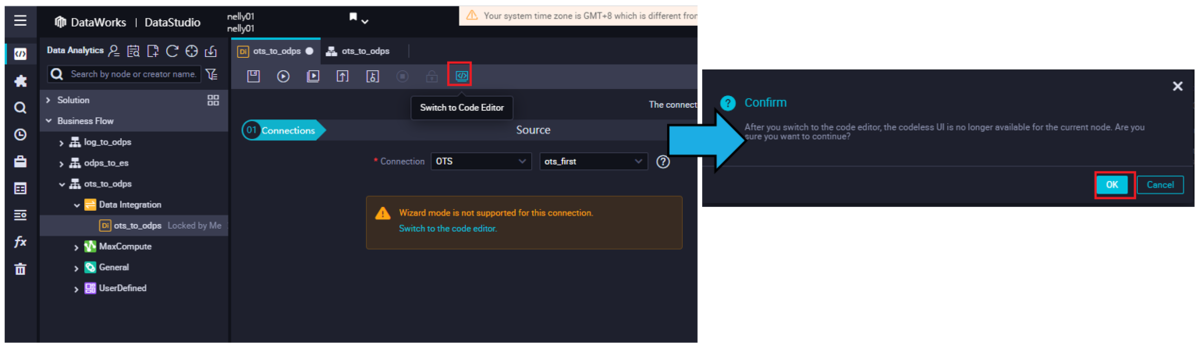 DataWorks | DataStudio
nelly01
nelly01
Your system time zone is GMT+8 which is different from
Data Analytics
Search by node or creator name.
Solution
Business Flow
log_to_odps
odps_to_es
ots_to_odps
Data Integration
DI ots_to_odps Locked by Me
MaxCompute
General
UserDefined
DI ots_to_odps
ots_to_odps
Switch to Code Editor
The connect
01 Connections
Source
* Connection OTS ots_first
Wizard mode is not supported for this connection.
Switch to the code editor.
Confirm
After you switch to the code editor, the codeless UI is no longer available for the current node. Are you
sure you want to continue?
OK Cancel
fx